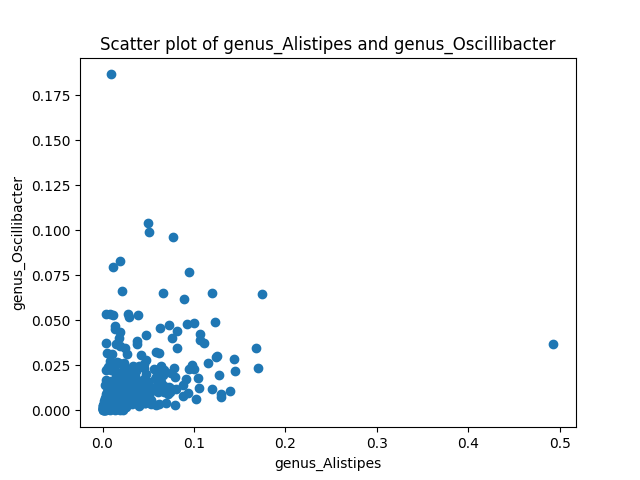 Scatter plot of genus_Alistipes and genus_Oscillibacter
0.175
0.150
0.125
0.100
0.075
0.050
0.025
0.000
genus_Oscillibacter
0.0 0.1 0.2 0.3 0.4 0.5
genus_Alistipes